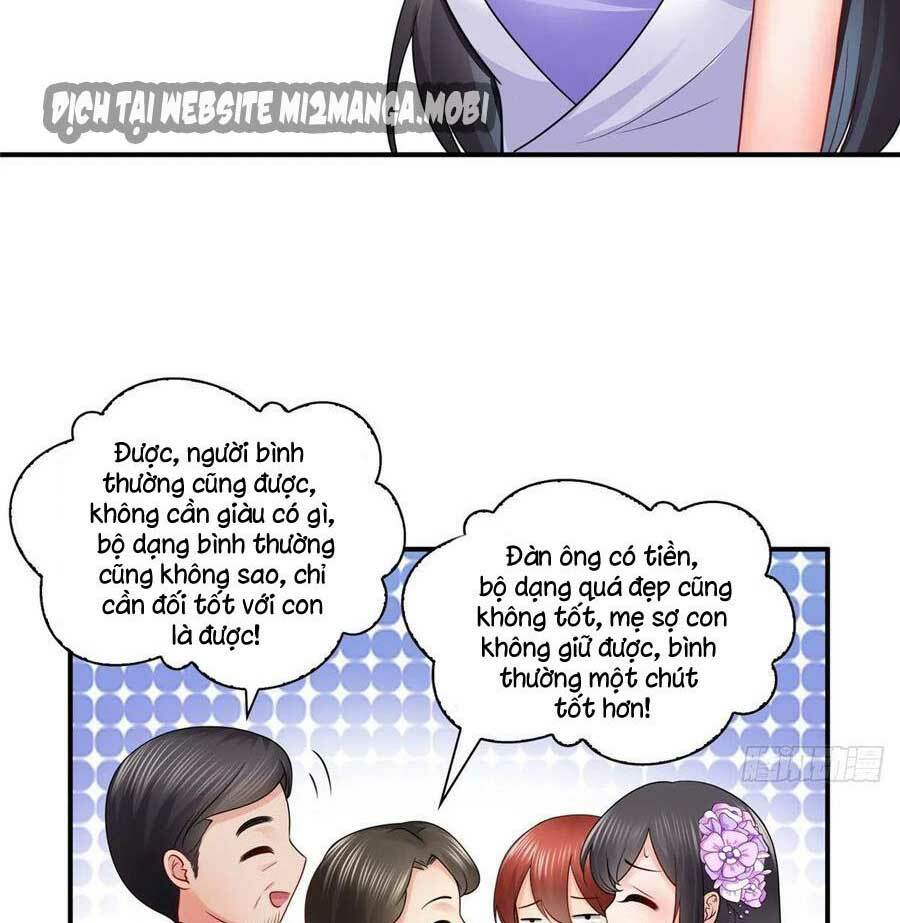 DỊCH TẠI WEBSITE MI2MANGA.MOBI
Được, người bình
thường cũng được,
không cần giàu có gì,
bộ dạng bình thường
cũng không sao, chỉ
cần đối tốt với con
là được!
Đàn ông có tiền,
bộ dạng quá đẹp cũng
không tốt, mẹ sợ con
không giữ được, bình
thường một chút
tốt hơn!